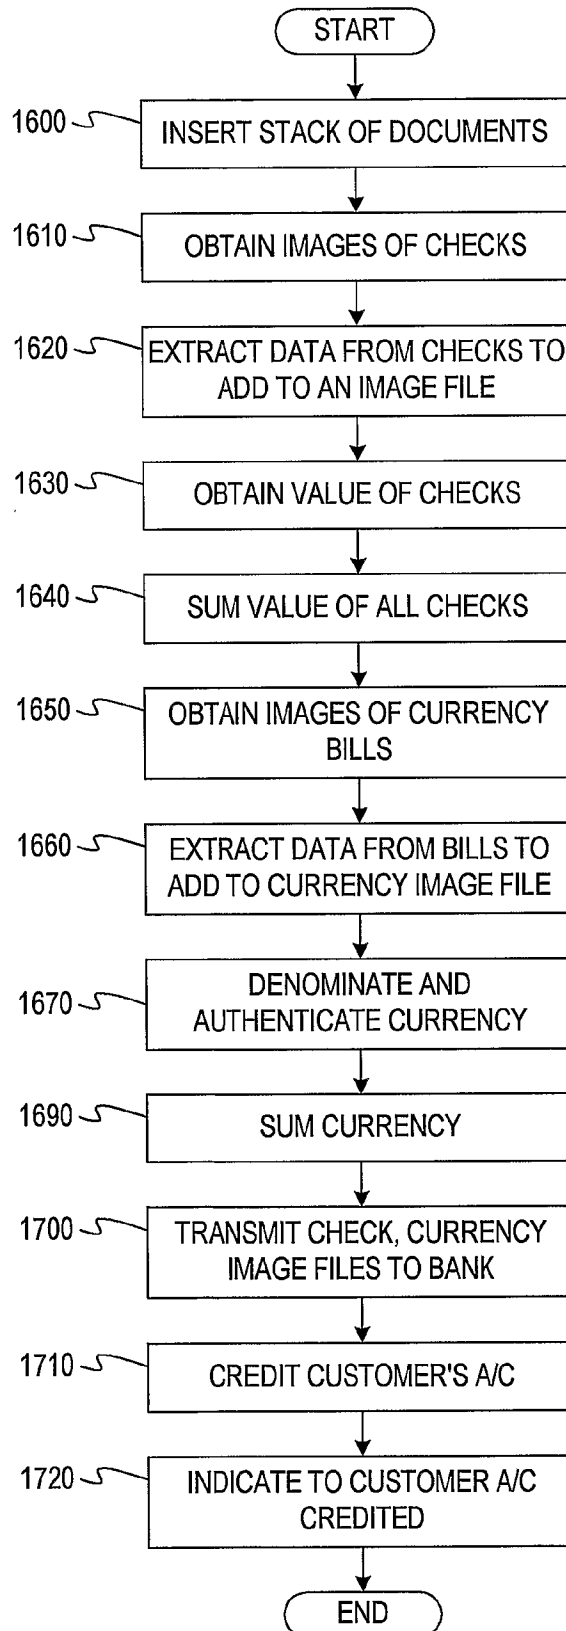 START
1600
INSERT STACK OF DOCUMENTS
1610
OBTAIN IMAGES OF CHECKS
1620
EXTRACT DATA FROM CHECKS TO
ADD TO AN IMAGE FILE
1630
OBTAIN VALUE OF CHECKS
1640
SUM VALUE OF ALL CHECKS
1650
OBTAIN IMAGES OF CURRENCY
BILLS
1660
EXTRACT DATA FROM BILLS TO
ADD TO CURRENCY IMAGE FILE
1670
DENOMINATE AND
AUTHENTICATE CURRENCY
1690
SUM CURRENCY
1700
TRANSMIT CHECK, CURRENCY
IMAGE FILES TO BANK
1710
CREDIT CUSTOMER'S A/C
1720
INDICATE TO CUSTOMER A/C
CREDITED
END